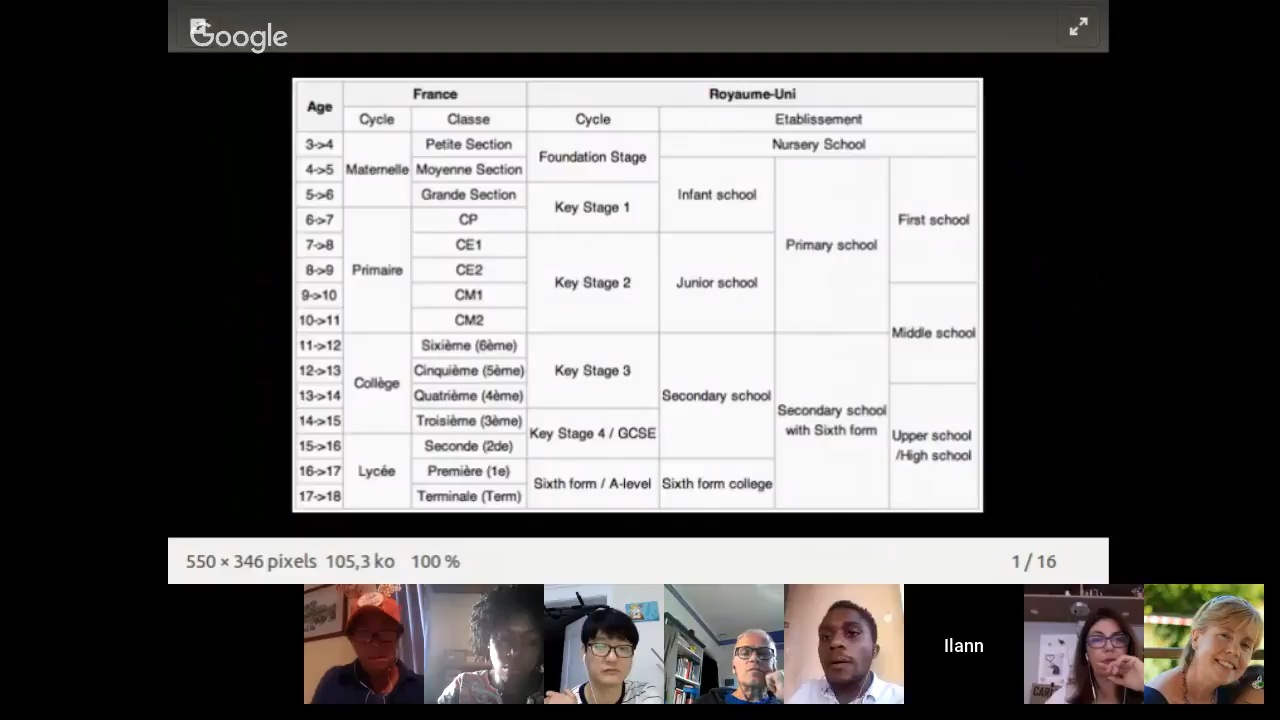 Google
Age France Royaume-Uni
Cycle Classe Cycle Etablissement
3->4 Maternelle Petite Section Foundation Stage Nursery School
4->5 Moyenne Section Infant school Primary school First school
5->6 Grande Section Key Stage 1
6->7 Primaire CP
7->8 CE1 Key Stage 2 Junior school
8->9 CE2
9->10 CM1 Middle school
10->11 CM2
11->12 Collège Sixième (6ème) Key Stage 3 Secondary school Secondary school with Sixth form
12->13 Cinquième (5ème)
13->14 Quatrième (4ème) Upper school /High school
14->15 Troisième (3ème) Key Stage 4 / GCSE
15->16 Lycée Seconde (2de)
16->17 Première (1e) Sixth form / A-level Sixth form college
17->18 Terminale (Term)
550 × 346 pixels 105,3 ko 100 % 1 / 16
Ilann